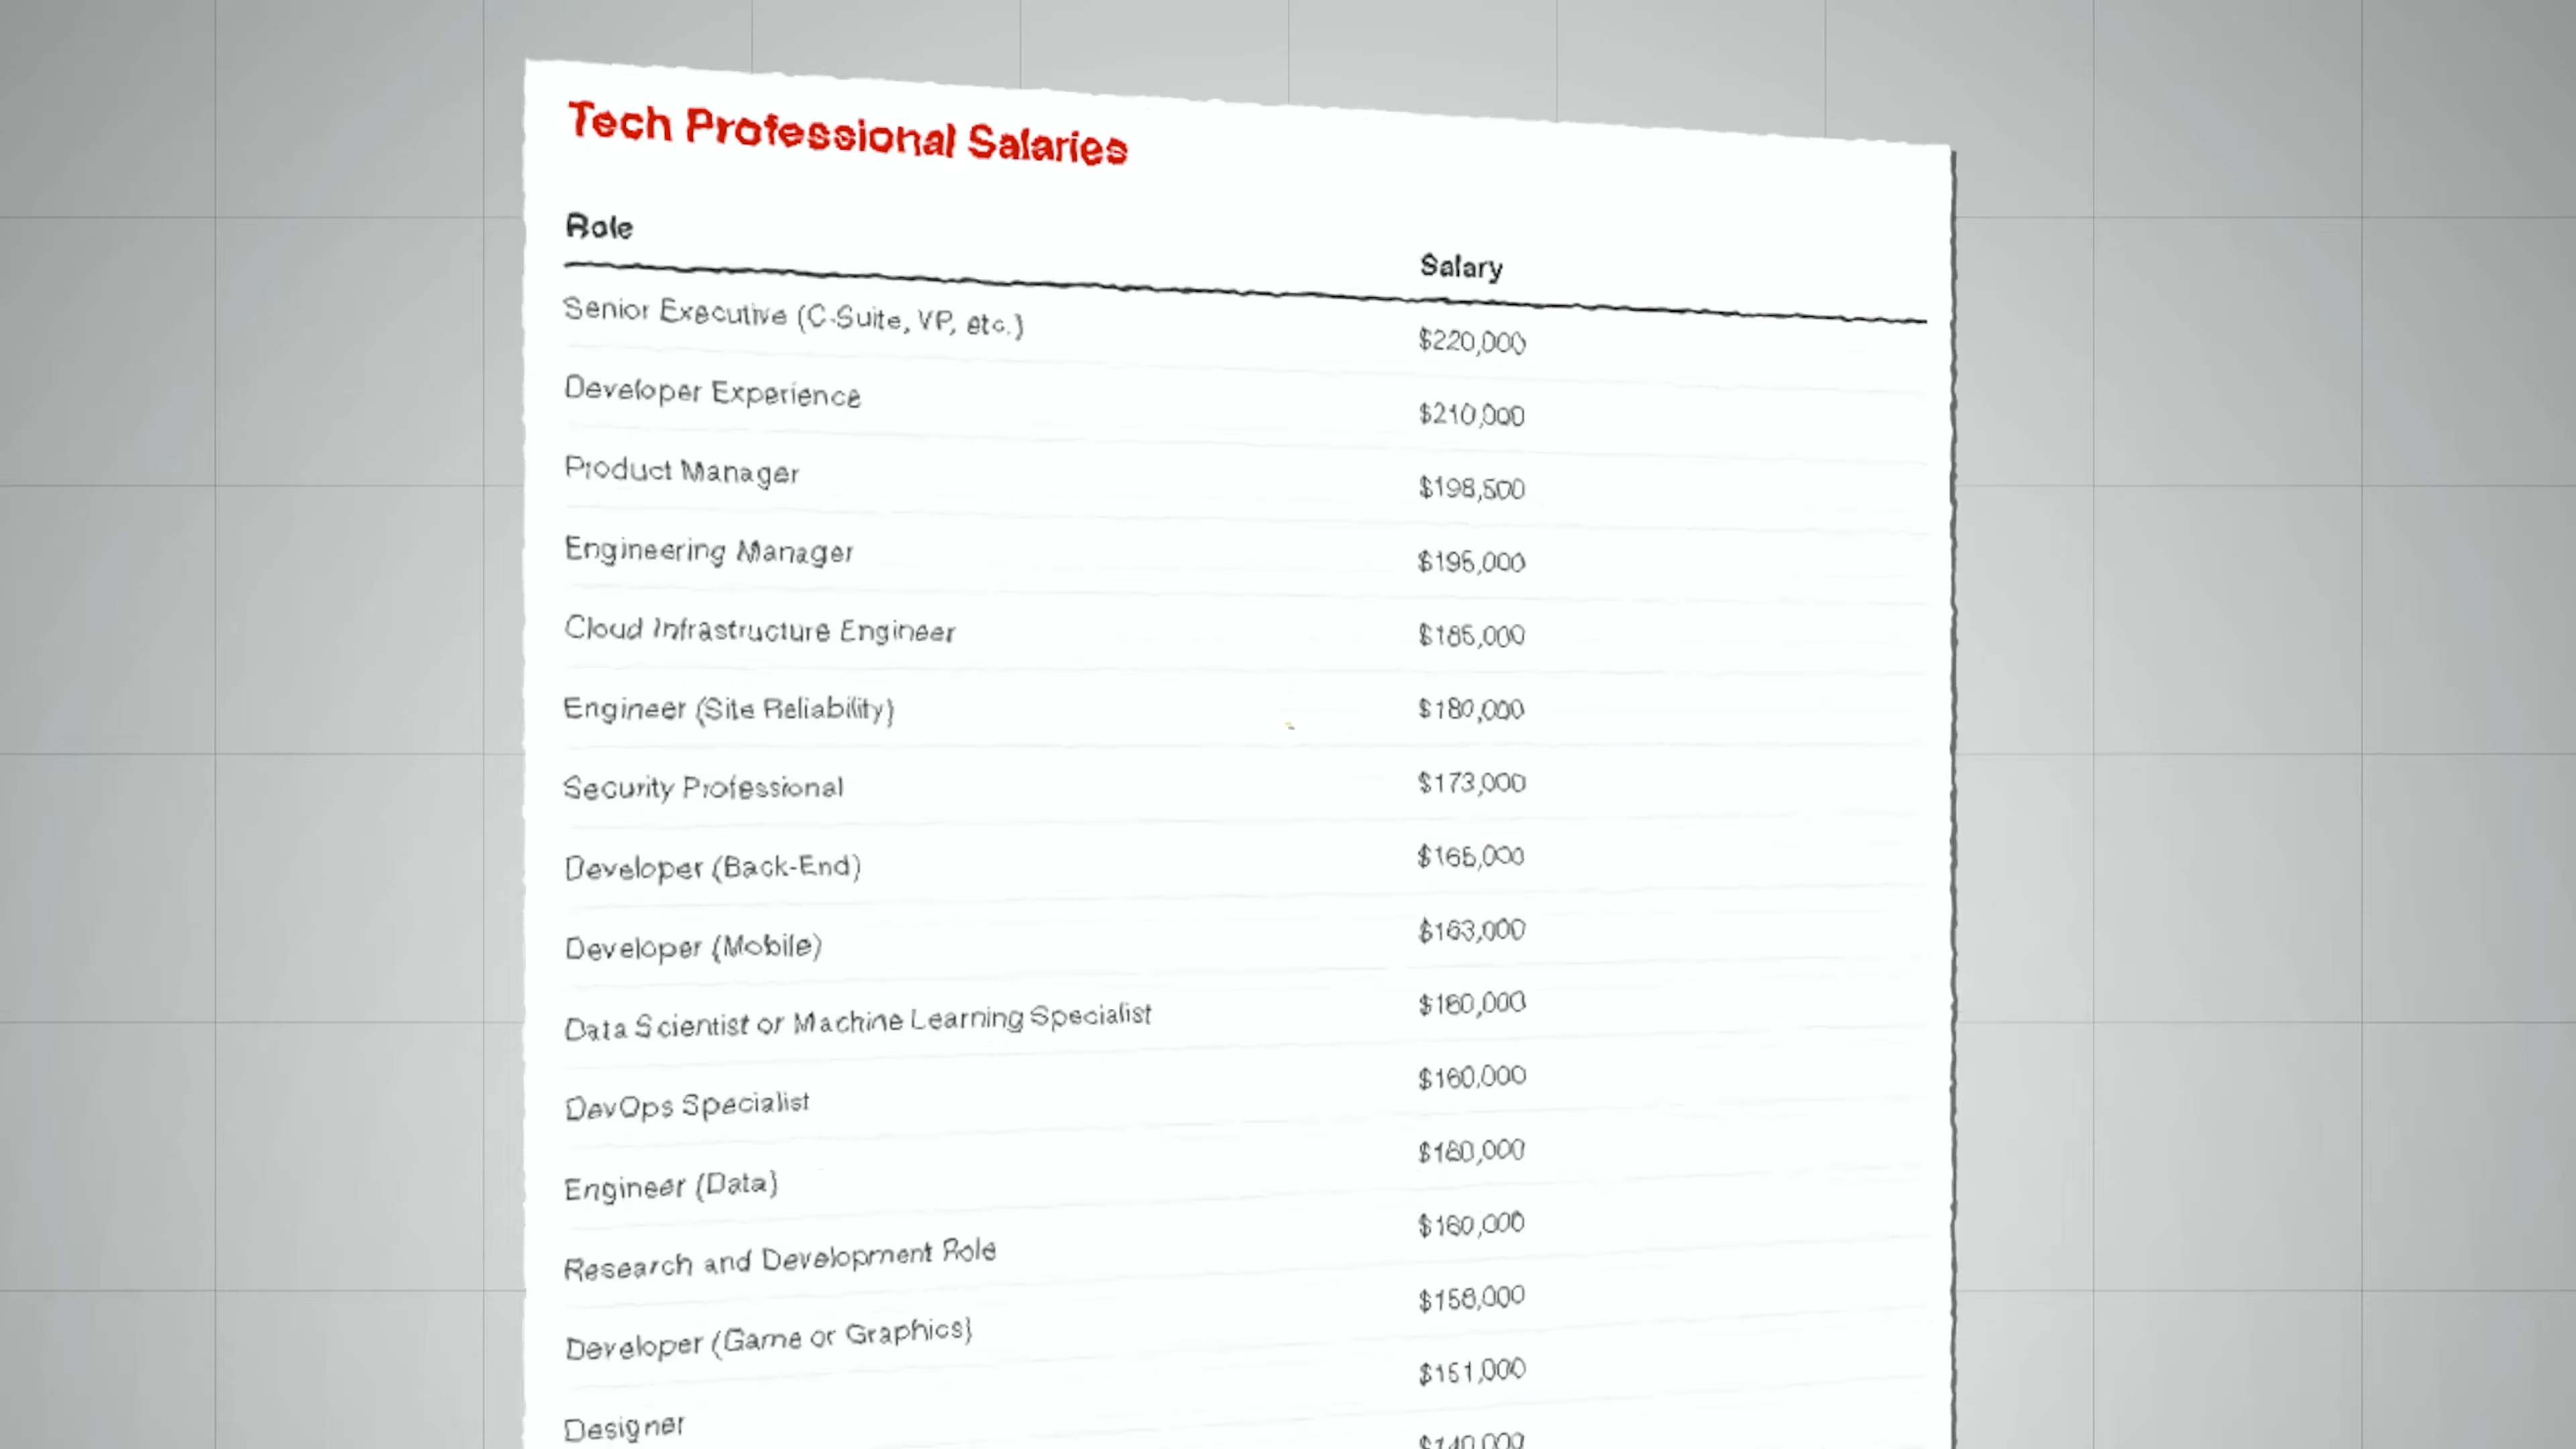 Tech Professional Salaries
Role Salary
Senior Executive (C-Suite, VP, etc.) $220,000
Developer Experience $210,000
Product Manager $198,500
Engineering Manager $195,000
Cloud Infrastructure Engineer $185,000
Engineer (Site Reliability) $180,000
Security Professional $173,000
Developer (Back-End) $165,000
Developer (Mobile) $163,000
Data Scientist or Machine Learning Specialist $160,000
DevOps Specialist $160,000
Engineer (Data) $160,000
Research and Development Role $160,000
Developer (Game or Graphics)
Designer $151,000